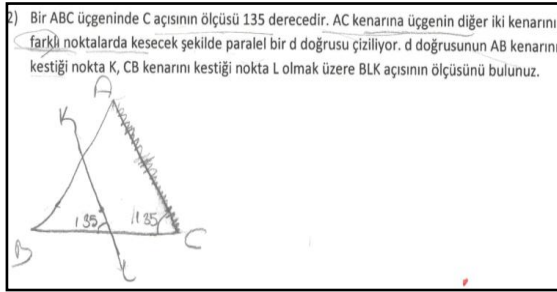 2) Bir ABC üçgeninde C açısının ölçüsü 135 derecedir. AC kenarına üçgenin diğer iki kenarını
farklı noktalarda kesecek şekilde paralel bir d doğrusu çiziliyor. d doğrusunun AB kenarını
kestiği nokta K, CB kenarını kestiği nokta L olmak üzere BLK açısının ölçüsünü bulunuz.
A
K
135 135
B C
L